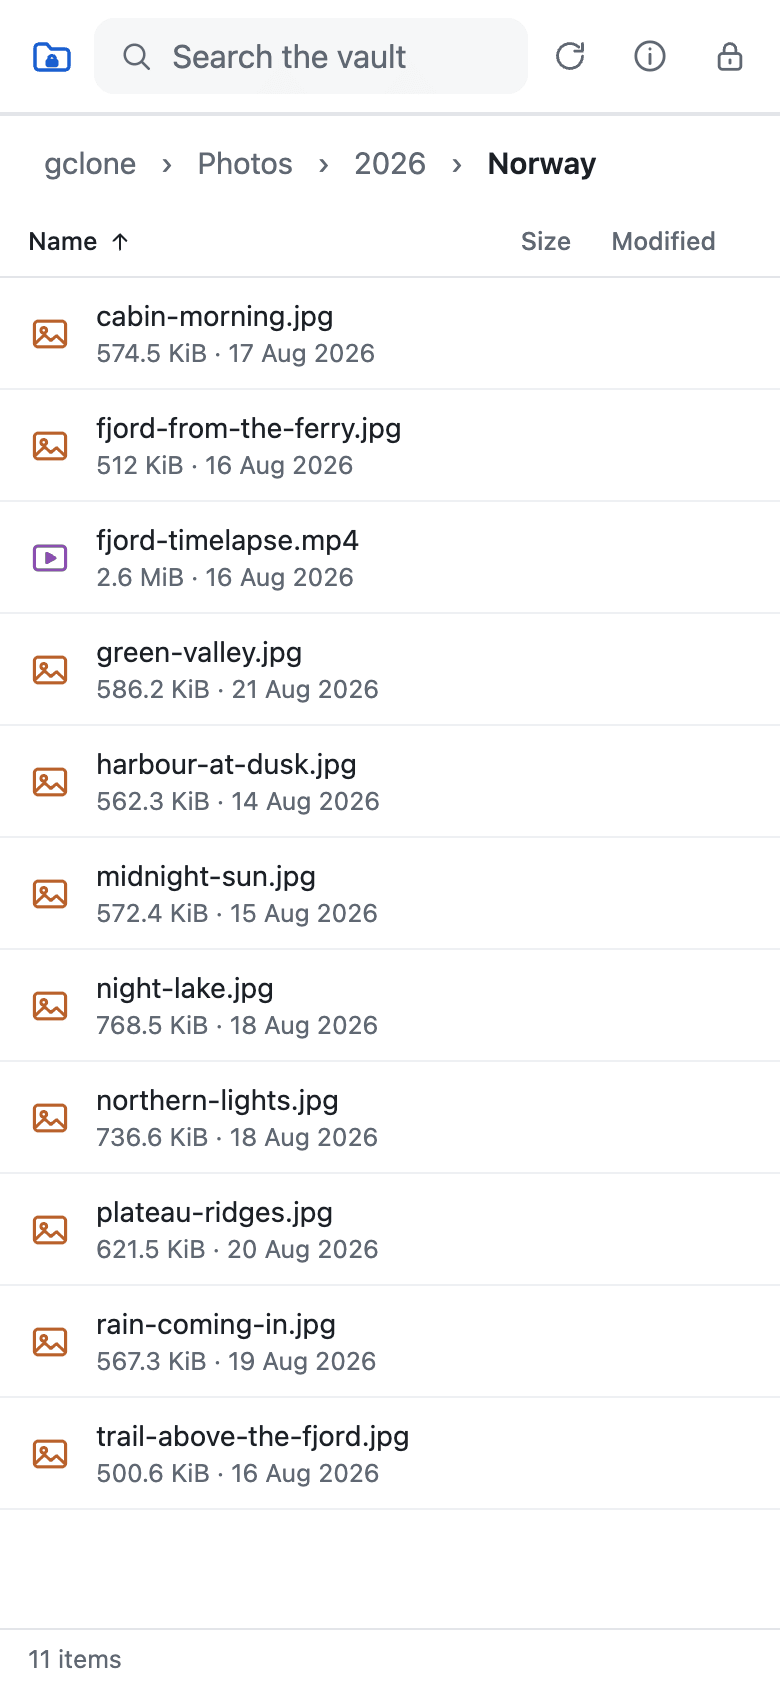 Search the vault
gclone › Photos › 2026 › Norway
Name ↑ Size Modified
cabin-morning.jpg
574.5 KiB · 17 Aug 2026
fjord-from-the-ferry.jpg
512 KiB · 16 Aug 2026
fjord-timelapse.mp4
2.6 MiB · 16 Aug 2026
green-valley.jpg
586.2 KiB · 21 Aug 2026
harbour-at-dusk.jpg
562.3 KiB · 14 Aug 2026
midnight-sun.jpg
572.4 KiB · 15 Aug 2026
night-lake.jpg
768.5 KiB · 18 Aug 2026
northern-lights.jpg
736.6 KiB · 18 Aug 2026
plateau-ridges.jpg
621.5 KiB · 20 Aug 2026
rain-coming-in.jpg
567.3 KiB · 19 Aug 2026
trail-above-the-fjord.jpg
500.6 KiB · 16 Aug 2026
11 items